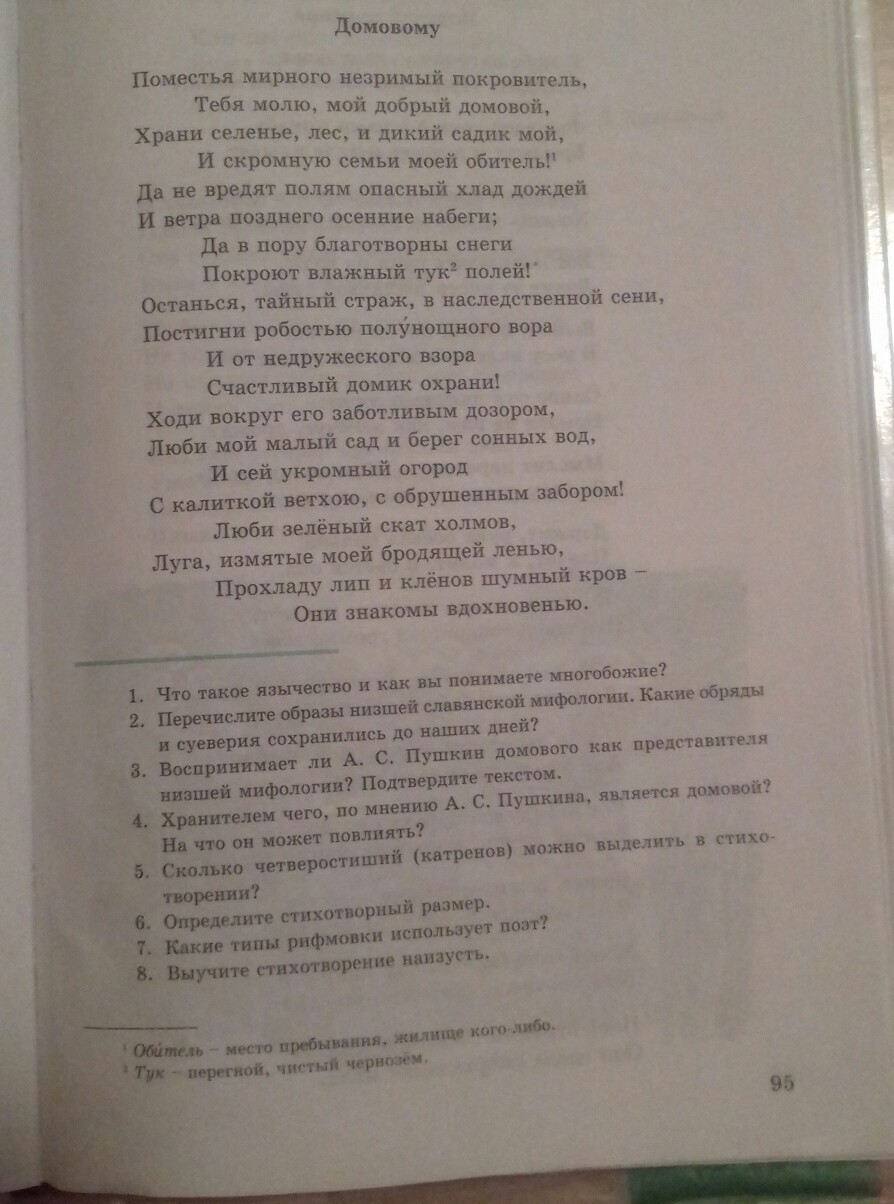 Домовому
Поместья мирного незримый покровитель,
Тебя молю, мой добрый домовой,
Храни селенье, лес, и дикий садик мой,
И скромную семьи моей обитель!¹
Да не вредят полям опасный хлад дождей
И ветра позднего осенние набеги;
Да в пору благотворны снеги
Покроют влажный тук² полей!
Останься, тайный страж, в наследственной сени,
Постигни робостью полу́нощного вора
И от недружеского взора
Счастливый домик охрани!
Ходи вокруг его заботливым дозором,
Люби мой малый сад и берег сонных вод,
И сей укромный огород
С калиткой ветхою, с обрушенным забором!
Люби зелёный скат холмов,
Луга, измятые моей бродящей ленью,
Прохладу лип и клёнов шумный кров –
Они знакомы вдохновенью.
1. Что такое язычество и как вы понимаете многобожие?
2. Перечислите образы низшей славянской мифологии. Какие обряды
и суеверия сохранились до наших дней?
3. Воспринимает ли А. С. Пушкин домового как представителя
низшей мифологии? Подтвердите текстом.
4. Хранителем чего, по мнению А. С. Пушкина, является домовой?
На что он может повлиять?
5. Сколько четверостиший (катренов) можно выделить в стихо-
творении?
6. Определите стихотворный размер.
7. Какие типы рифмовки использует поэт?
8. Выучите стихотворение наизусть.
¹ Оби́тель – место пребывания, жилище кого-либо.
² Тук – перегной, чистый чернозём.
95